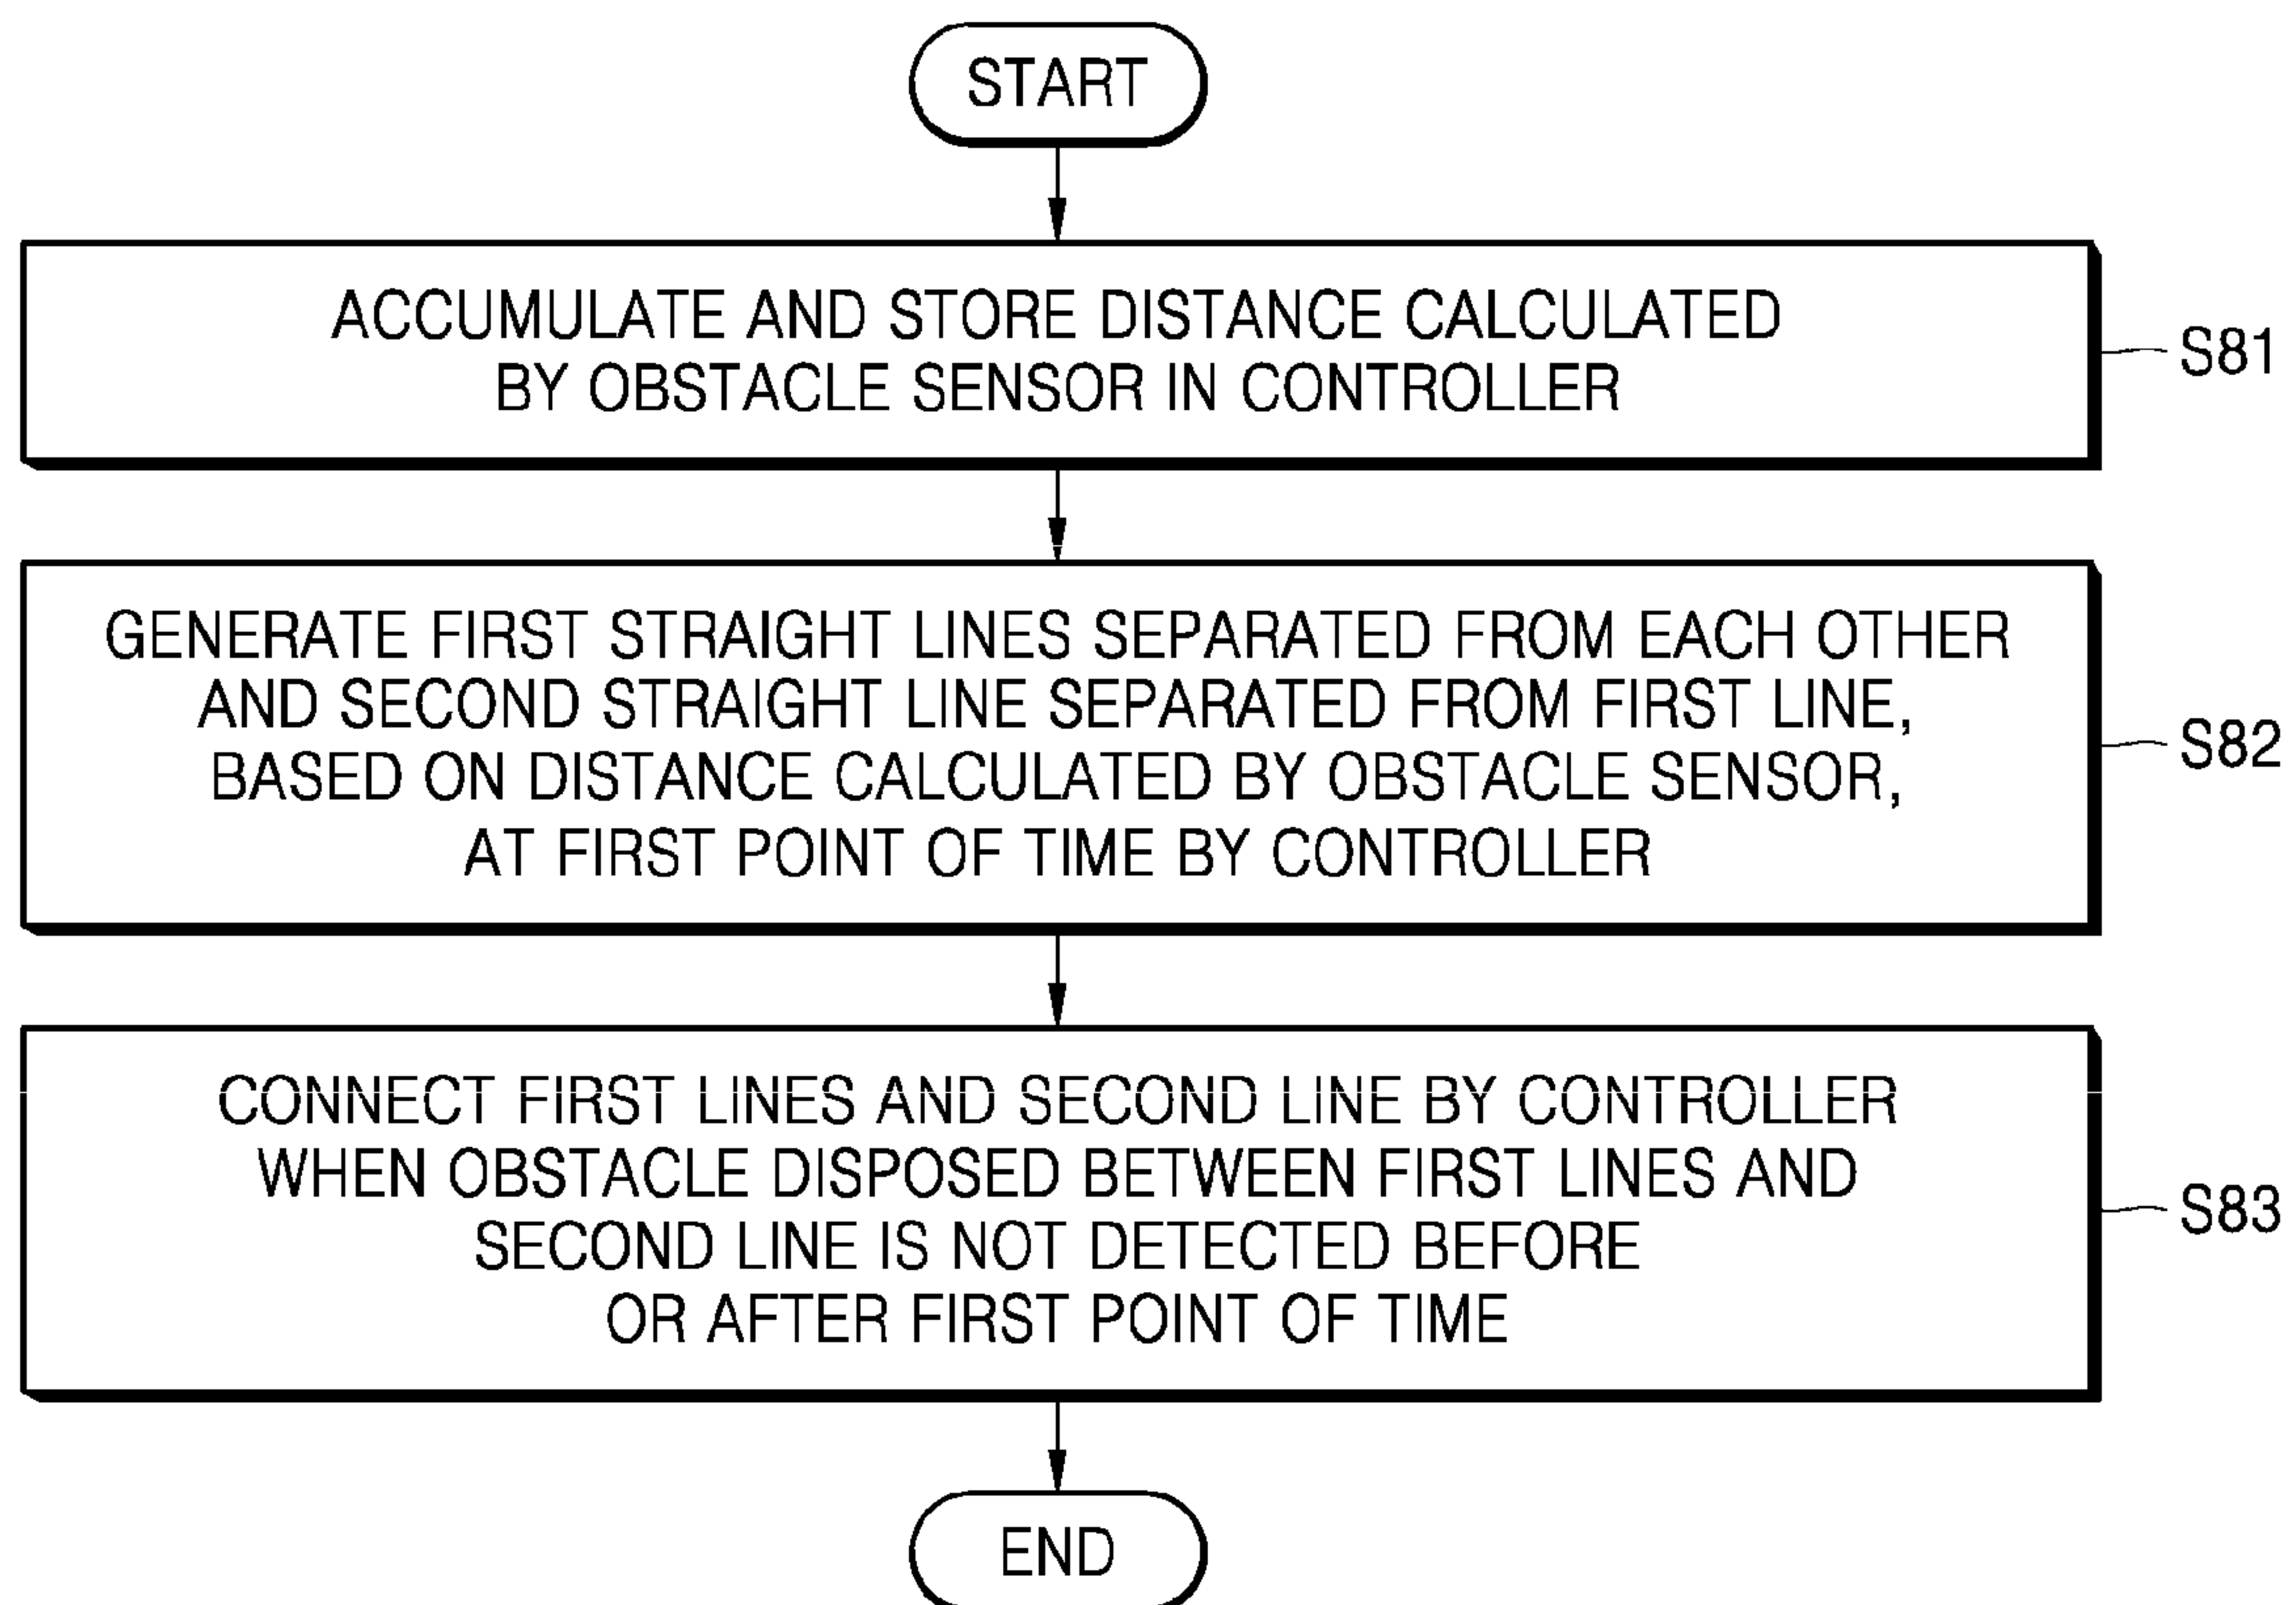 START
ACCUMULATE AND STORE DISTANCE CALCULATED
BY OBSTACLE SENSOR IN CONTROLLER
S81
GENERATE FIRST STRAIGHT LINES SEPARATED FROM EACH OTHER
AND SECOND STRAIGHT LINE SEPARATED FROM FIRST LINE,
BASED ON DISTANCE CALCULATED BY OBSTACLE SENSOR,
AT FIRST POINT OF TIME BY CONTROLLER
S82
CONNECT FIRST LINES AND SECOND LINE BY CONTROLLER
WHEN OBSTACLE DISPOSED BETWEEN FIRST LINES AND
SECOND LINE IS NOT DETECTED BEFORE
OR AFTER FIRST POINT OF TIME
S83
END